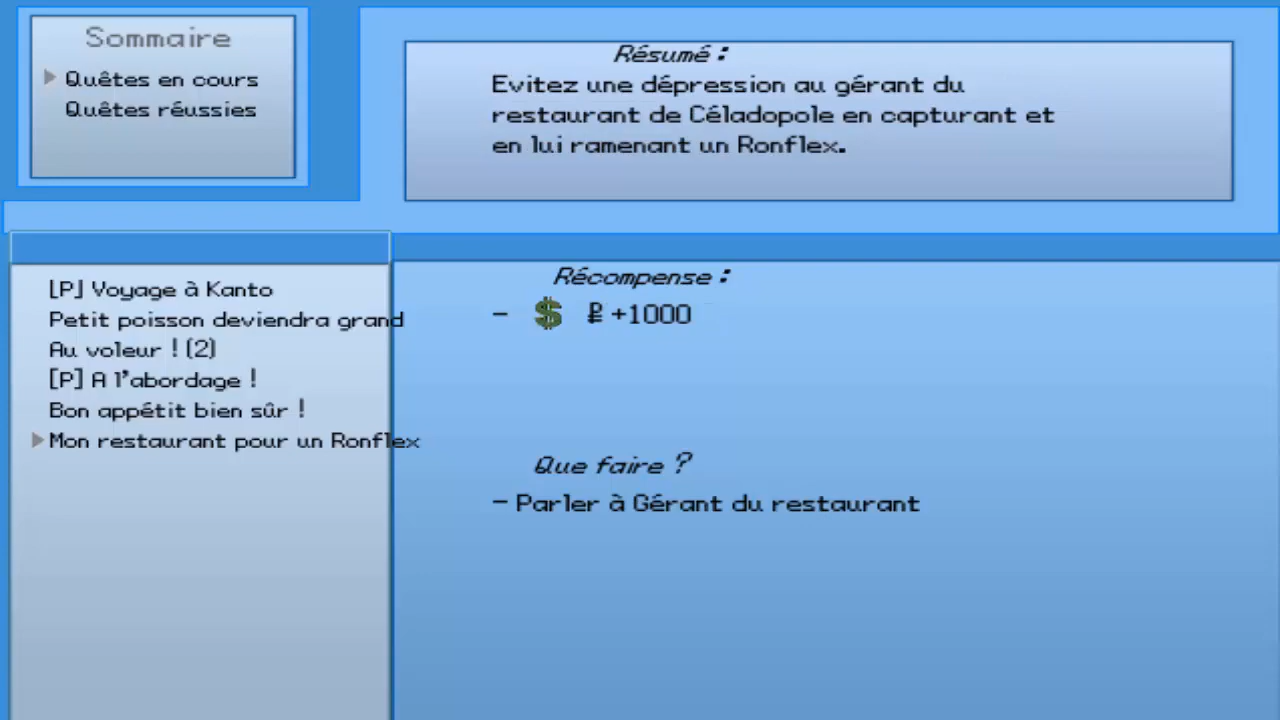 Sommaire
Quêtes en cours
Quêtes réussies
Résumé :
Evitez une dépression au gérant du
restaurant de Céladopole en capturant et
en lui ramenant un Ronflex.
[P] Voyage à Kanto
Petit poisson deviendra grand
Au voleur ! (2)
[P] A l'abordage !
Bon appétit bien sûr !
Mon restaurant pour un Ronflex
Récompense :
- $ ₽ +1000
Que faire ?
- Parler à Gérant du restaurant